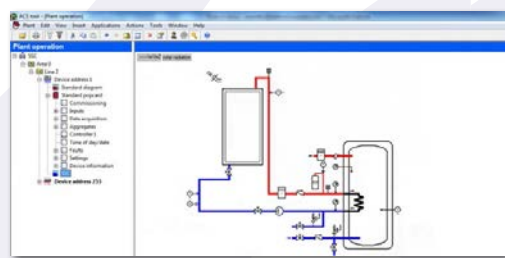 ACS tool - [Plant operation]
Plant Edit View Insert Applications Actions Tools Window Help
Plant operation
Area 0
Line 2
Device address 1
Standard diagram
Standard popcard
Commissioning
Inputs
Data acquisition
Aggregates
Controller 1
Time of day/date
Faults
Settings
Device information
Device address 255